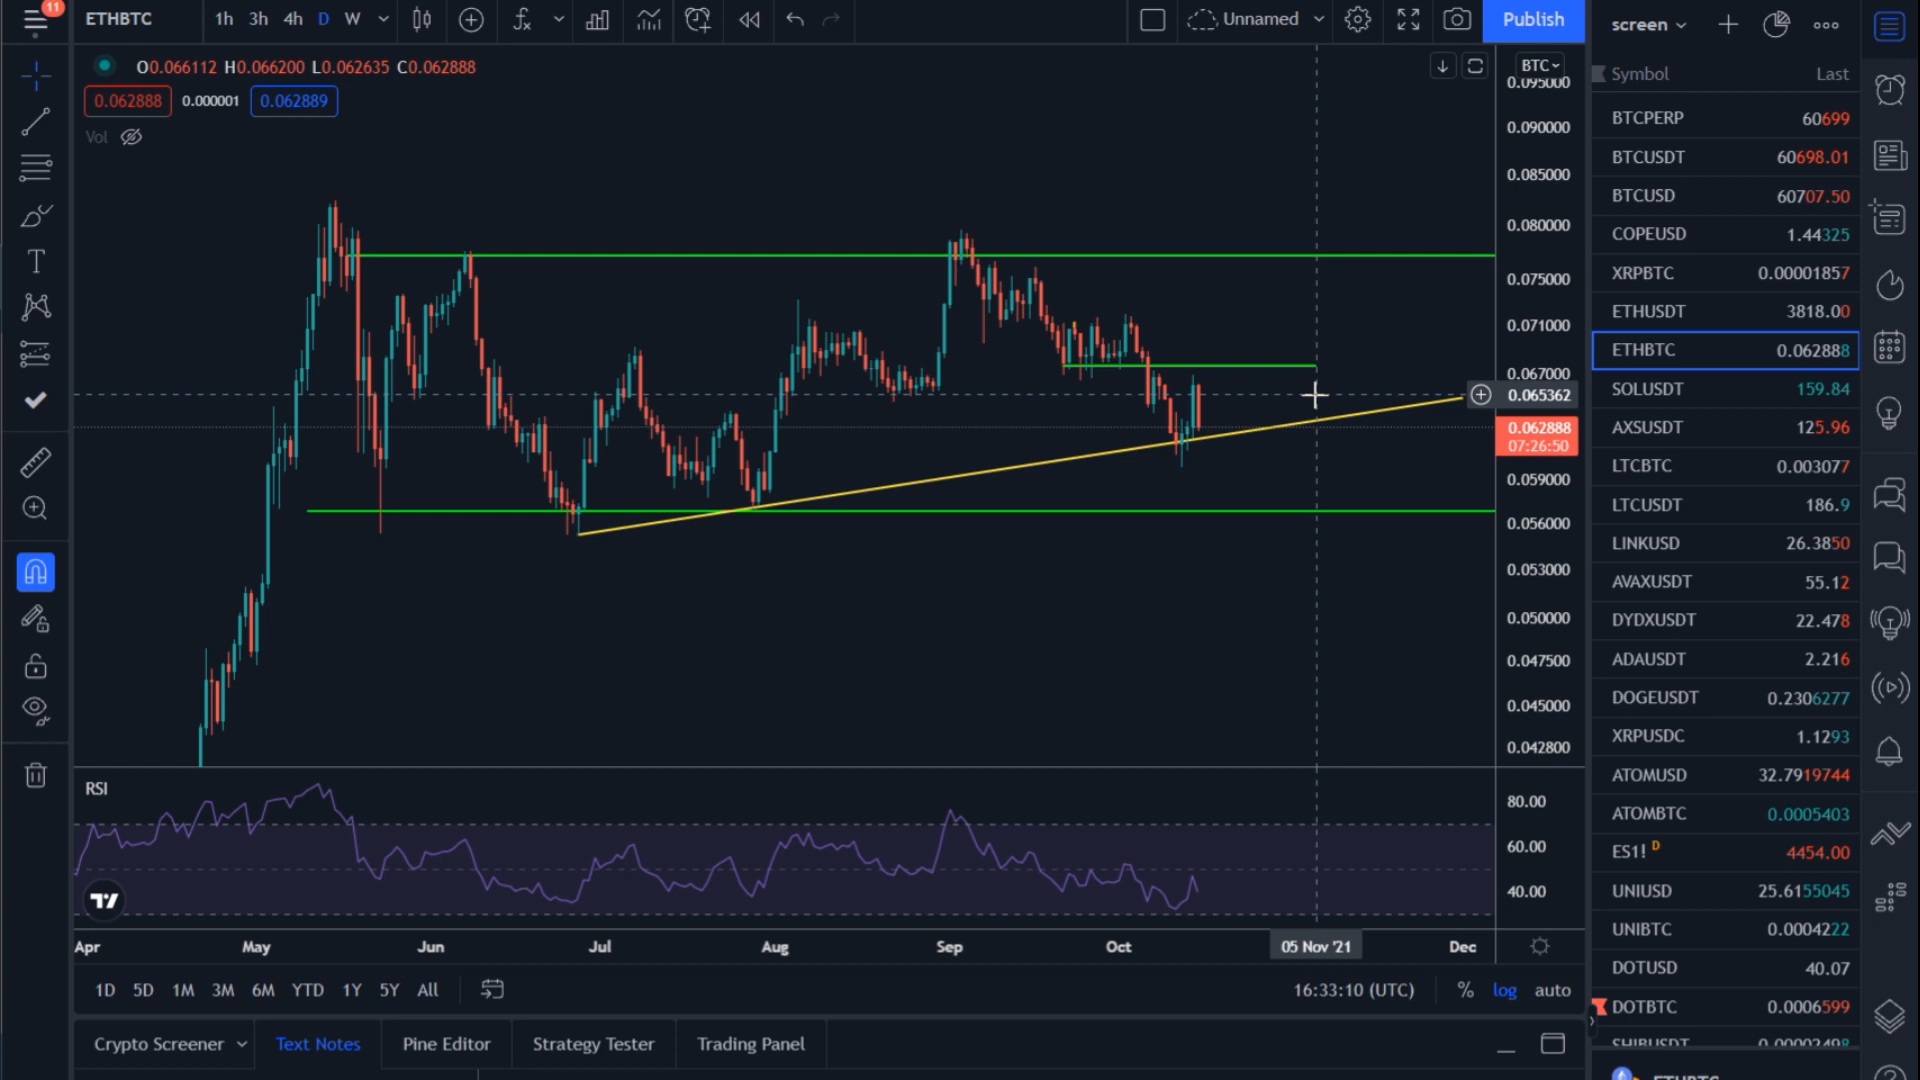 11
ETHBTC
1h 3h 4h D W
Unnamed
Publish
O0.066112 H0.066200 L0.062635 C0.062888
0.062888 0.000001 0.062889
Vol
BTC
0.095000
0.090000
0.085000
0.080000
0.075000
0.071000
0.067000
0.065362
0.062888
07:26:50
0.059000
0.056000
0.053000
0.050000
0.047500
0.045000
0.042800
RSI
80.00
60.00
40.00
Apr May Jun Jul Aug Sep Oct 05 Nov '21 Dec
1D 5D 1M 3M 6M YTD 1Y 5Y All
16:33:10 (UTC) % log auto
Crypto Screener Text Notes Pine Editor Strategy Tester Trading Panel
screen
Symbol Last
BTCPERP 60699
BTCUSDT 60698.01
BTCUSD 60707.50
COPEUSD 1.44325
XRPBTC 0.00001857
ETHUSDT 3818.00
ETHBTC 0.062888
SOLUSDT 159.84
AXSUSDT 125.96
LTCBTC 0.003077
LTCUSDT 186.9
LINKUSD 26.3850
AVAXUSDT 55.12
DYDXUSDT 22.478
ADAUSDT 2.216
DOGEUSDT 0.2306277
XRPUSDC 1.1293
ATOMUSD 32.7919744
ATOMBTC 0.0005403
ES1! D 4454.00
UNIUSD 25.6155045
UNIBTC 0.0004222
DOTUSD 40.07
DOTBTC 0.0006599
SHIBUSDT 0.00002498
ETHBTC